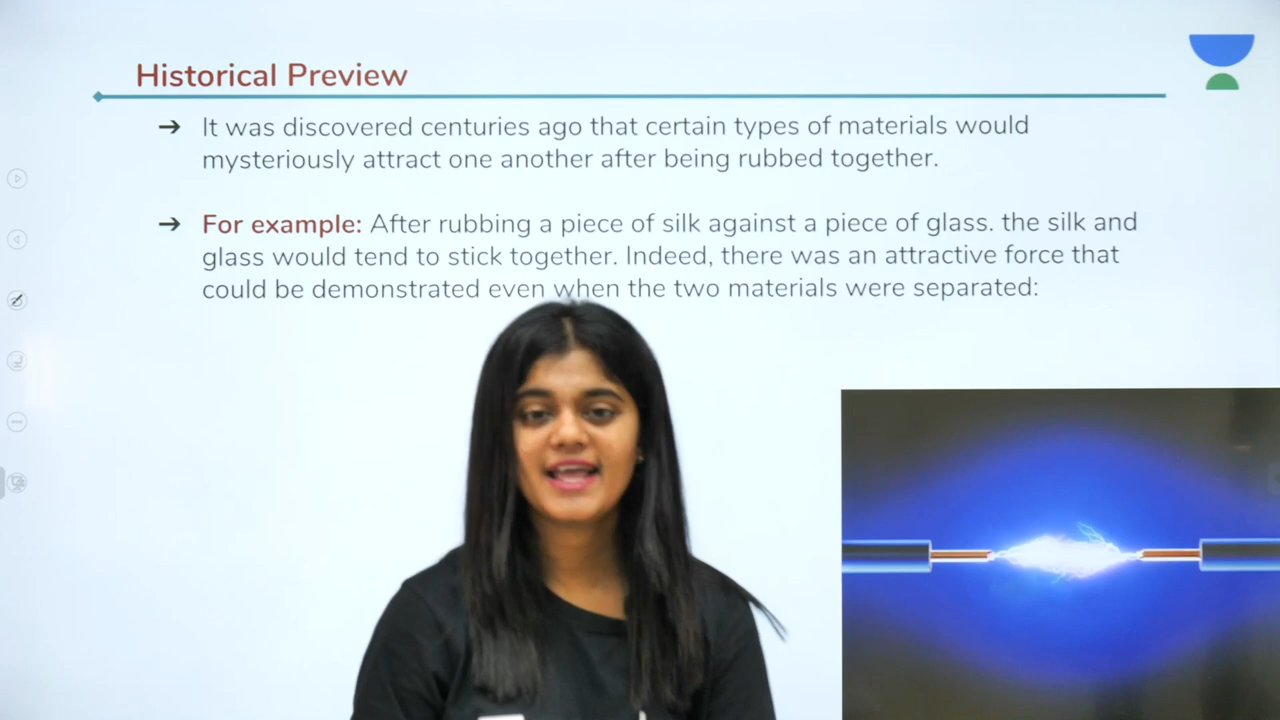 Historical Preview
➔ It was discovered centuries ago that certain types of materials would
mysteriously attract one another after being rubbed together.
➔ For example: After rubbing a piece of silk against a piece of glass. the silk and
glass would tend to stick together. Indeed, there was an attractive force that
could be demonstrated even when the two materials were separated: